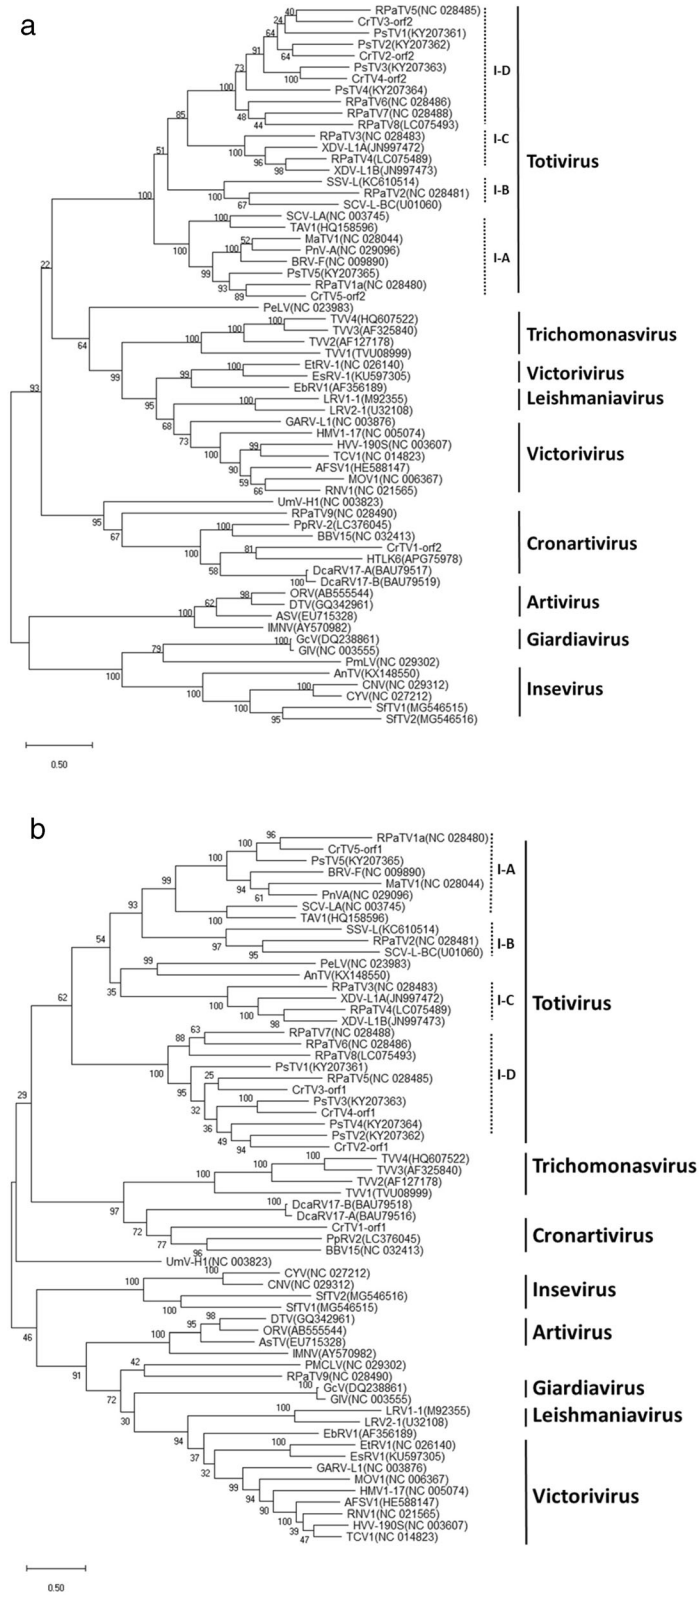 a
RPaTV5(NC 028485)
CrTV3-orf2
PsTV1(KY207361)
PsTV2(KY207362)
CrTV2-orf2
PsTV3(KY207363)
CrTV4-orf2
PsTV4(KY207364)
RPaTV6(NC 028486)
RPaTV7(NC 028488)
RPaTV8(LC075493)
RPaTV3(NC 028483)
XDV-L1A(JN997472)
RPaTV4(LC075489)
XDV-L1B(JN997473)
SSV-L(KC610514)
RPaTV2(NC 028481)
SCV-L-BC(U01060)
SCV-LA(NC 003745)
TAV1(HQ158596)
MaTV1(NC 028044)
PnV-A(NC 029096)
BRV-F(NC 009890)
PsTV5(KY207365)
RPaTV1a(NC 028480)
CrTV5-orf2
PeLV(NC 023983)
TVV4(HQ607522)
TVV3(AF325840)
TVV2(AF127178)
TVV1(TVU08999)
EtRV-1(NC 026140)
EsRV-1(KU597305)
EbRV1(AF356189)
LRV1-1(M92355)
LRV2-1(U32108)
GARV-L1(NC 003876)
HMV1-17(NC 005074)
HVV-190S(NC 003607)
TCV1(NC 014823)
AFSV1(HE588147)
MOV1(NC 006367)
RNV1(NC 021565)
UmV-H1(NC 003823)
RPaTV9(NC 028490)
PpRV-2(LC376045)
BBV15(NC 032413)
CrTV1-orf2
HTLK6(APG75978)
DcaRV17-A(BAU79517)
DcaRV17-B(BAU79519)
ORV(AB555544)
DTV(GQ342961)
ASV(EU715328)
IMNV(AY570982)
GcV(DQ238861)
GlV(NC 003555)
PmLV(NC 029302)
AnTV(KX148550)
CNV(NC 029312)
CYV(NC 027212)
SfTV1(MG546515)
SfTV2(MG546516)
I-D
I-C
I-B
I-A
Totivirus
Trichomonasvirus
Victorivirus
Leishmaniavirus
Victorivirus
Cronartivirus
Artivirus
Giardiavirus
Insevirus
40
24
64
91
64
73
100
100
48
44
85
100
96
98
51
100
67
100
100
100
52
100
99
93
89
22
64
100
100
100
99
99
100
95
100
68
73
100
99
90
59
66
93
95
67
100
100
81
58
100
98
62
100
100
79
100
100
100
100
95
0.50
b
RPaTV1a(NC 028480)
CrTV5-orf1
PsTV5(KY207365)
BRV-F(NC 009890)
MaTV1(NC 028044)
PnVA(NC 029096)
SCV-LA(NC 003745)
TAV1(HQ158596)
SSV-L(KC610514)
RPaTV2(NC 028481)
SCV-L-BC(U01060)
PeLV(NC 023983)
AnTV(KX148550)
RPaTV3(NC 028483)
XDV-L1A(JN997472)
RPaTV4(LC075489)
XDV-L1B(JN997473)
RPaTV7(NC 028488)
RPaTV6(NC 028486)
RPaTV8(LC075493)
PsTV1(KY207361)
RPaTV5(NC 028485)
CrTV3-orf1
PsTV3(KY207363)
CrTV4-orf1
PsTV4(KY207364)
PsTV2(KY207362)
CrTV2-orf1
TVV4(HQ607522)
TVV3(AF325840)
TVV2(AF127178)
TVV1(TVU08999)
DcaRV17-B(BAU79518)
DcaRV17-A(BAU79516)
CrTV1-orf1
PpRV2(LC376045)
BBV15(NC 032413)
UmV-H1(NC 003823)
CYV(NC 027212)
CNV(NC 029312)
SfTV2(MG546516)
SfTV1(MG546515)
DTV(GQ342961)
ORV(AB555544)
AsTV(EU715328)
IMNV(AY570982)
PMCLV(NC 029302)
RPaTV9(NC 028490)
GcV(DQ238861)
GlV(NC 003555)
LRV1-1(M92355)
LRV2-1(U32108)
EbRV1(AF356189)
EtRV1(NC 026140)
EsRV1(KU597305)
GARV-L1(NC 003876)
MOV1(NC 006367)
HMV1-17(NC 005074)
AFSV1(HE588147)
RNV1(NC 021565)
HVV-190S(NC 003607)
TCV1(NC 014823)
I-A
I-B
I-C
I-D
Totivirus
Trichomonasvirus
Cronartivirus
Insevirus
Artivirus
Giardiavirus
Leishmaniavirus
Victorivirus
96
100
100
94
61
99
100
93
97
95
54
99
35
100
100
98
62
63
88
100
95
25
32
100
36
49
94
29
100
100
100
97
100
72
77
96
100
100
100
46
98
95
100
91
42
72
100
30
100
94
37
100
32
99
94
90
100
39
47
0.50